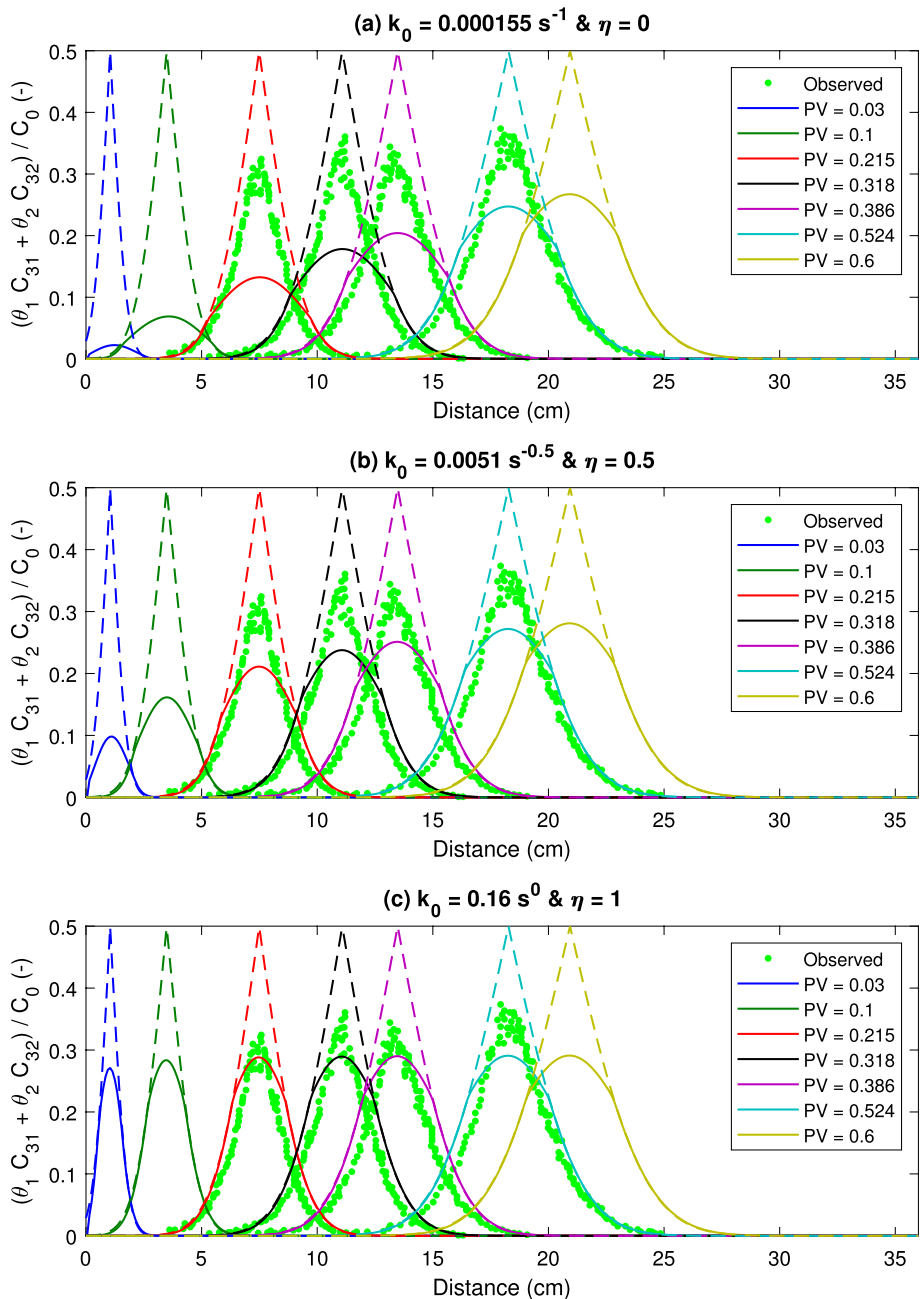 (a) k0 = 0.000155 s-1 & η = 0
(θ1 C31 + θ2 C32) / C0 (-)
0.5
0.4
0.3
0.2
0.1
0
Observed
PV = 0.03
PV = 0.1
PV = 0.215
PV = 0.318
PV = 0.386
PV = 0.524
PV = 0.6
0 5 10 15 20 25 30 35
Distance (cm)
(b) k0 = 0.0051 s-0.5 & η = 0.5
(θ1 C31 + θ2 C32) / C0 (-)
0.5
0.4
0.3
0.2
0.1
0
Observed
PV = 0.03
PV = 0.1
PV = 0.215
PV = 0.318
PV = 0.386
PV = 0.524
PV = 0.6
0 5 10 15 20 25 30 35
Distance (cm)
(c) k0 = 0.16 s0 & η = 1
(θ1 C31 + θ2 C32) / C0 (-)
0.5
0.4
0.3
0.2
0.1
0
Observed
PV = 0.03
PV = 0.1
PV = 0.215
PV = 0.318
PV = 0.386
PV = 0.524
PV = 0.6
0 5 10 15 20 25 30 35
Distance (cm)